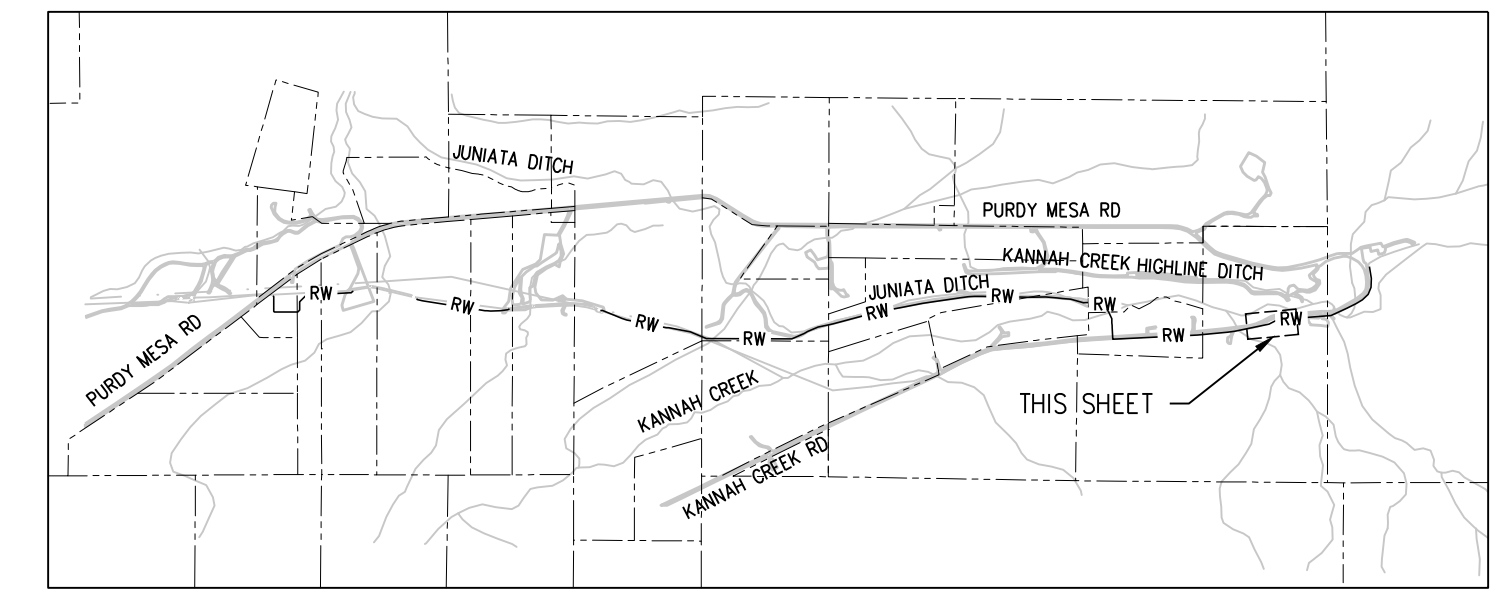 JUNIATA DITCH
PURDY MESA RD
KANNAH CREEK HIGHLINE DITCH
JUNIATA DITCH
RW
RW
RW
RW
RW
RW
RW
RW
RW
PURDY MESA RD
KANNAH CREEK
THIS SHEET
KANNAH CREEK RD